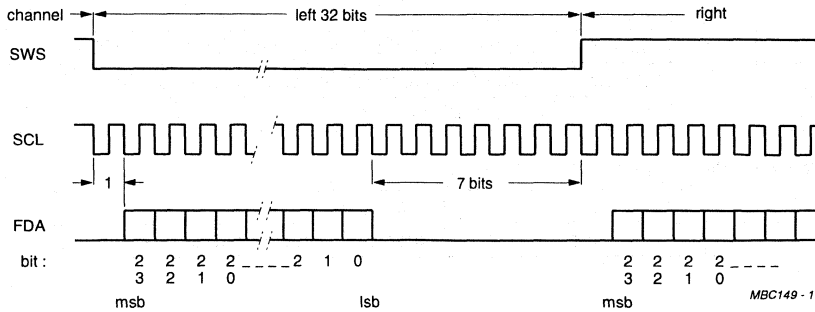 channel left 32 bits right
SWS
SCL
1 7 bits
FDA
bit : 2 2 2 2 - - - - - 2 1 0 2 2 2 2 - - - - -
3 2 1 0 3 2 1 0
msb lsb msb MBC149 - 1